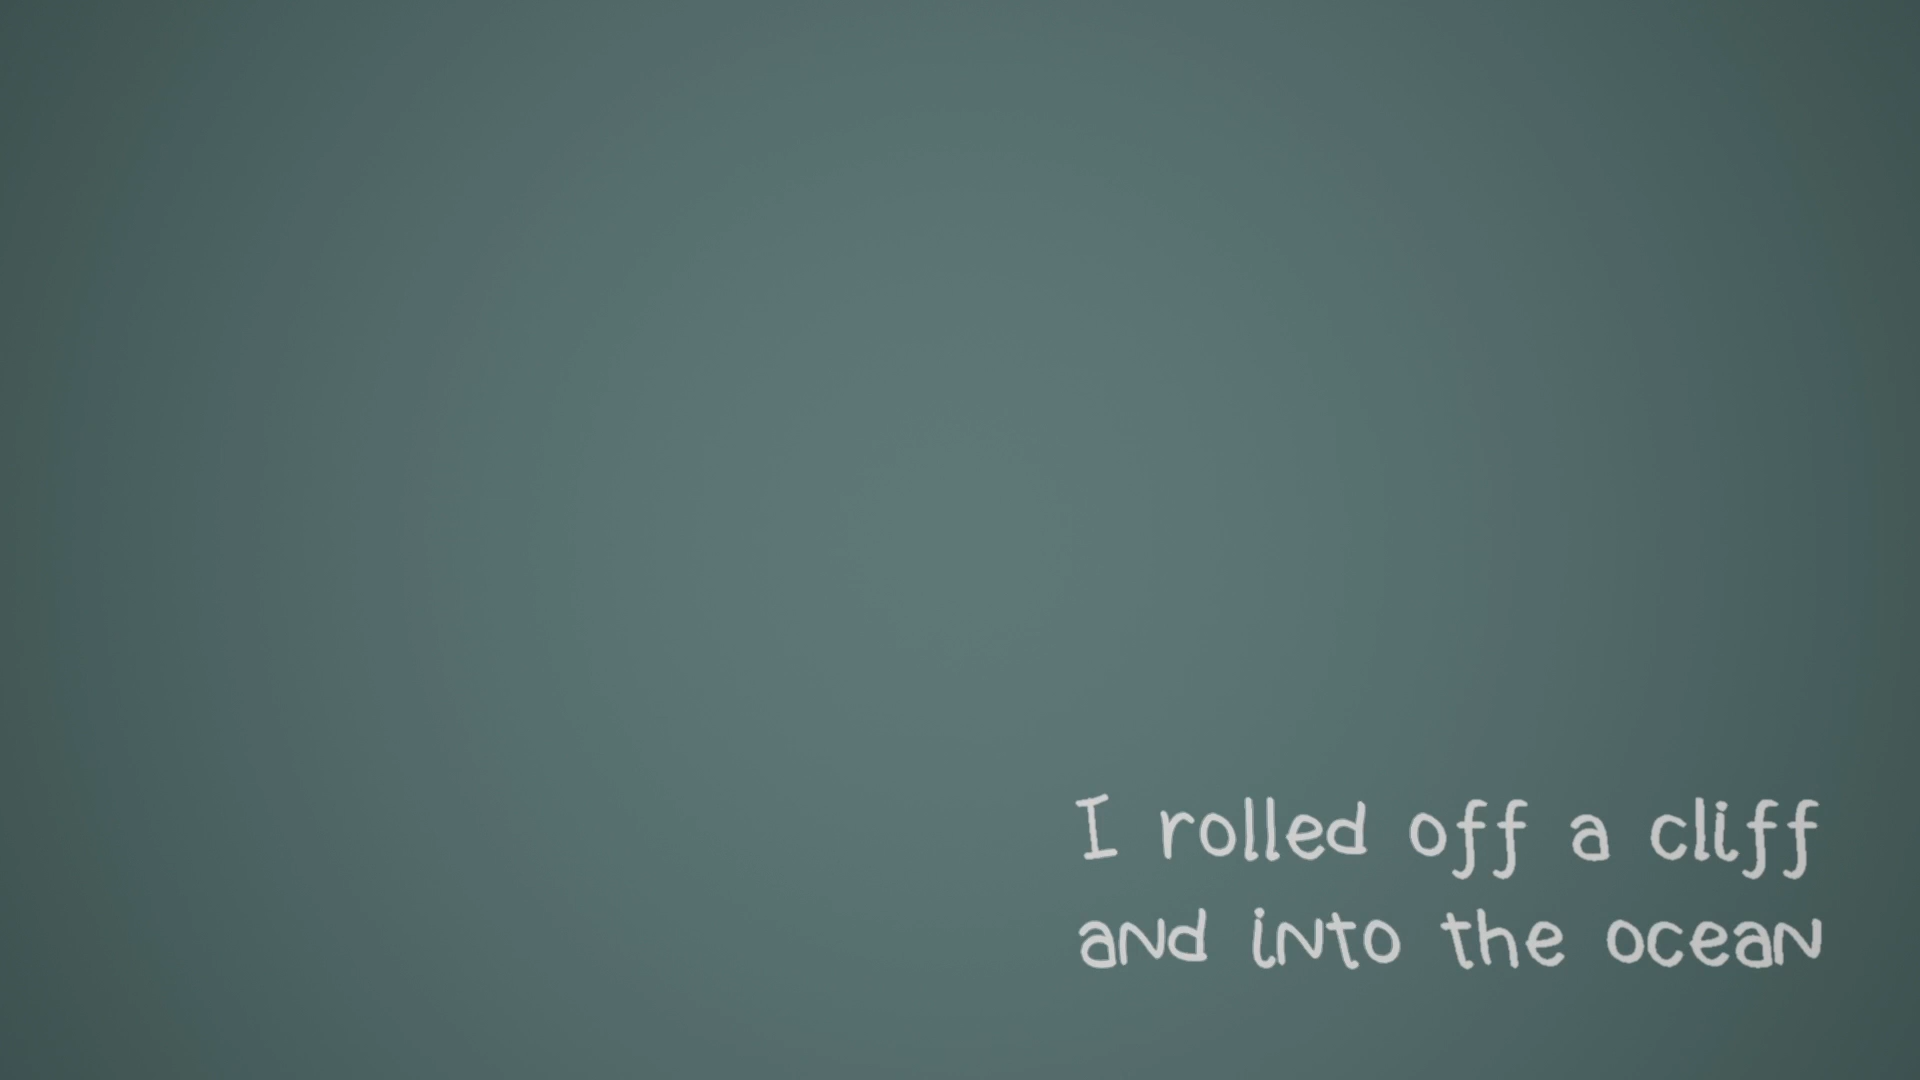 I rolled off a cliff
and into the ocean